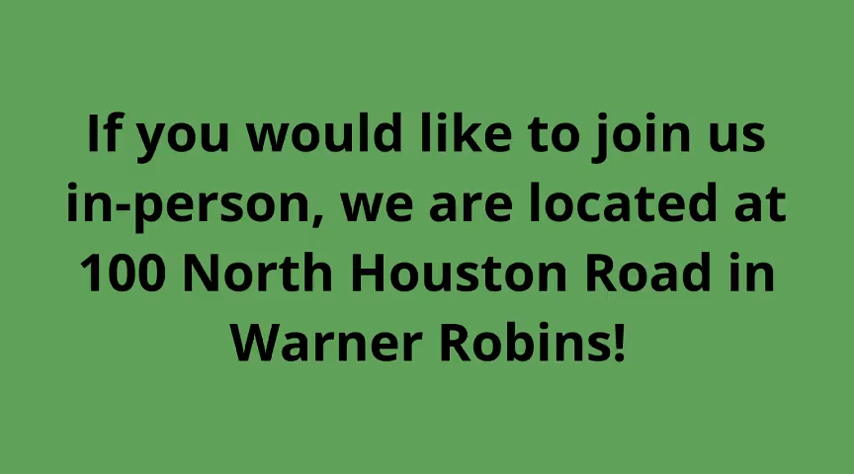 If you would like to join us
in-person, we are located at
100 North Houston Road in
Warner Robins!